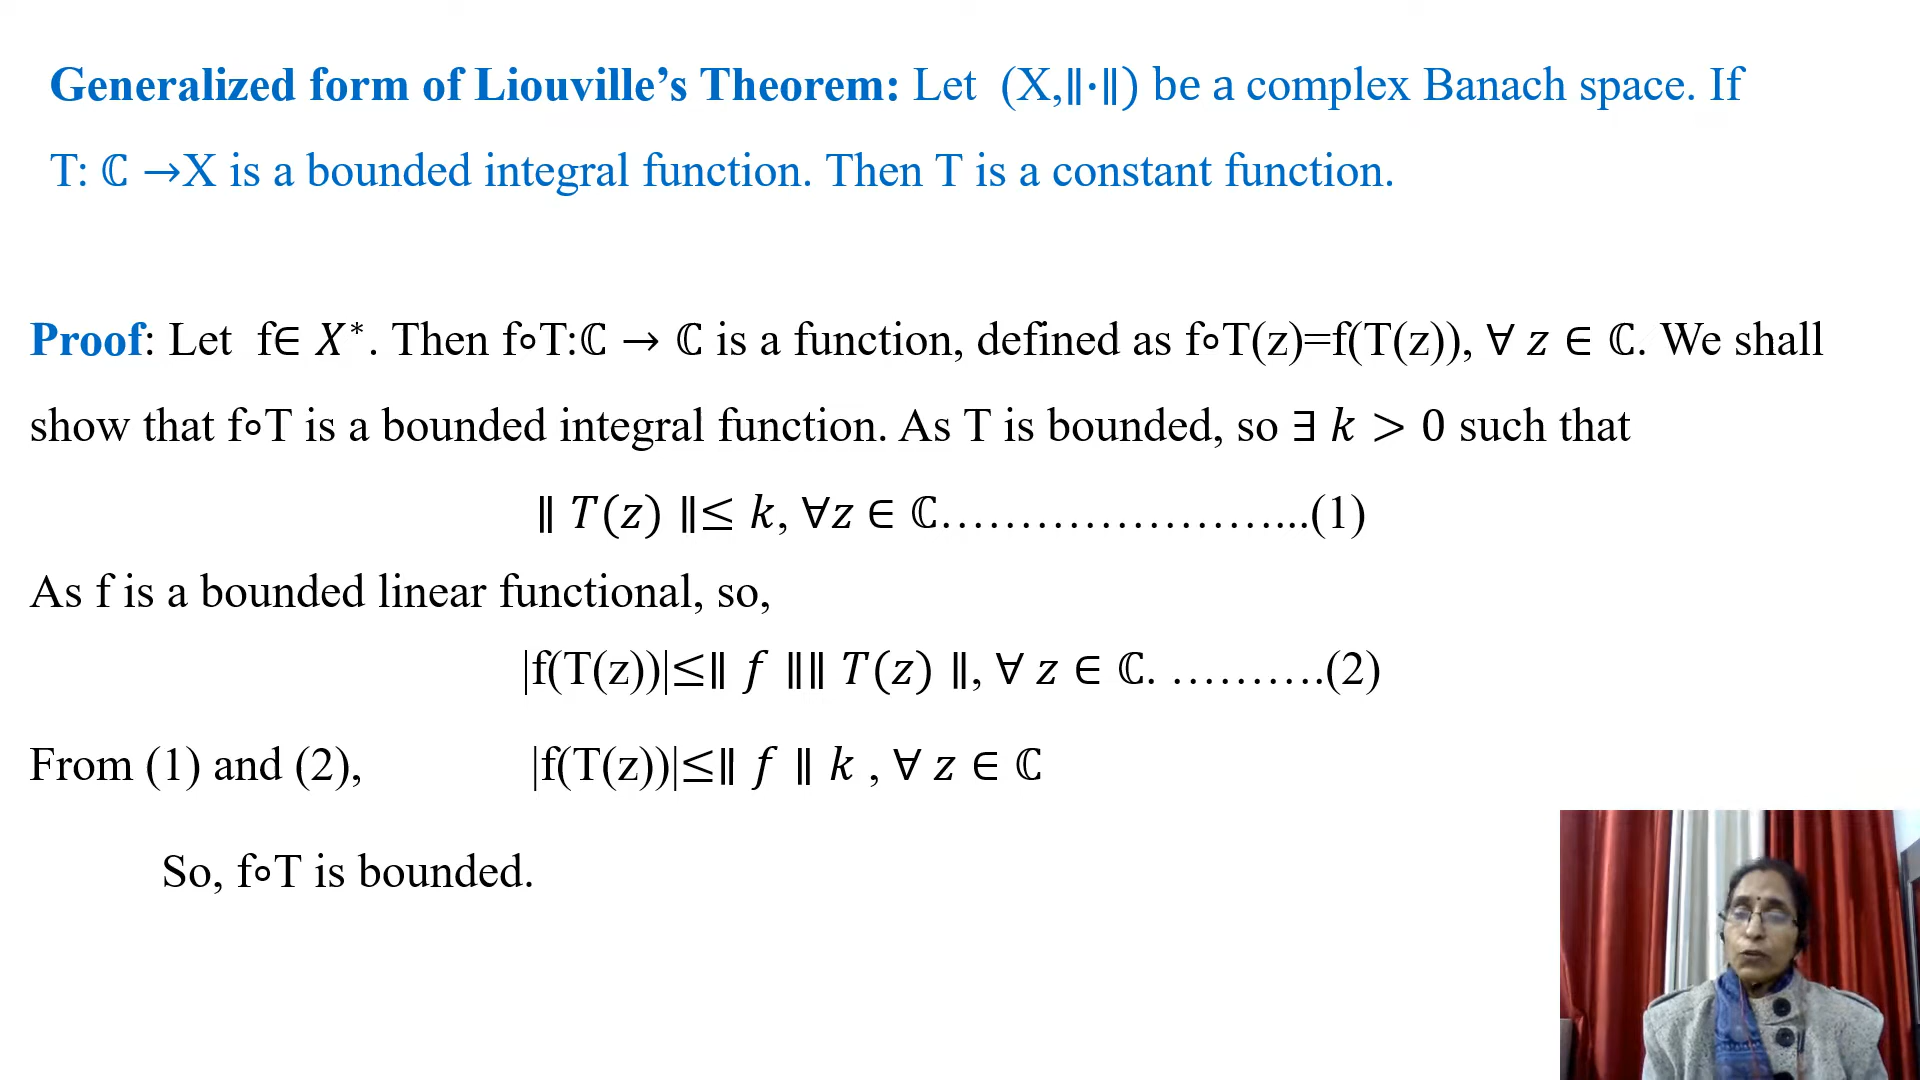 Generalized form of Liouville’s Theorem: Let (X,‖·‖) be a complex Banach space. If
T: ℂ →X is a bounded integral function. Then T is a constant function.
Proof: Let f∈ 𝑋*. Then f∘T:ℂ → ℂ is a function, defined as f∘T(z)=f(T(z)), ∀ 𝑧 ∈ ℂ. We shall
show that f∘T is a bounded integral function. As T is bounded, so ∃ 𝑘 > 0 such that
‖ 𝑇(𝑧) ‖≤ 𝑘, ∀𝑧 ∈ ℂ…………………...(1)
As f is a bounded linear functional, so,
|f(T(z))|≤‖ 𝑓 ‖‖ 𝑇(𝑧) ‖, ∀ 𝑧 ∈ ℂ. ……….(2)
From (1) and (2), |f(T(z))|≤‖ 𝑓 ‖ 𝑘 , ∀ 𝑧 ∈ ℂ
So, f∘T is bounded.